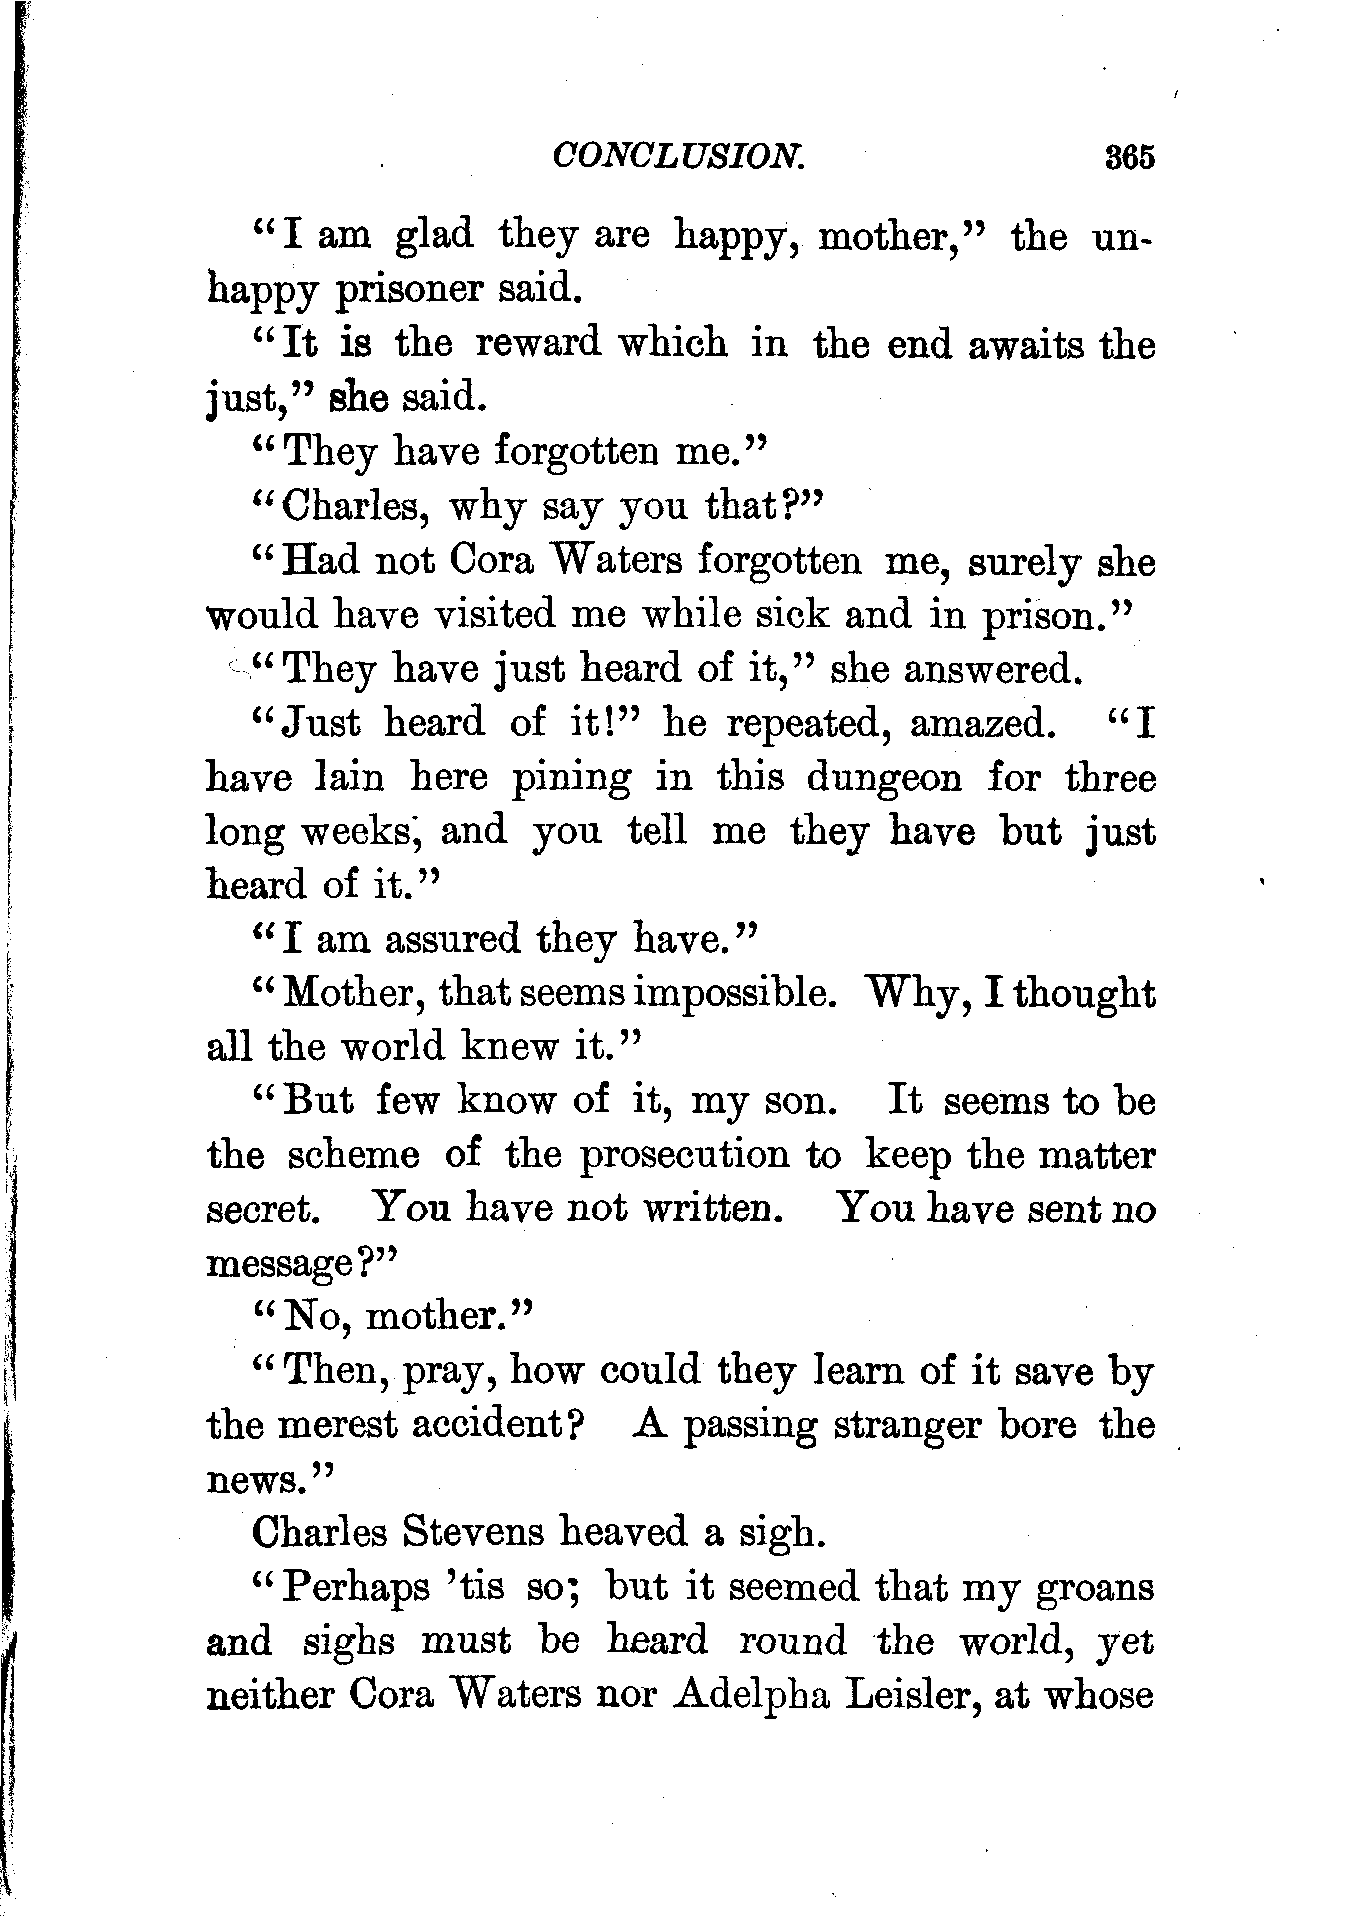 CONCLUSION. 365
“I am glad they are happy, mother,” the un-
happy prisoner said.
“It is the reward which in the end awaits the
just,” she said.
“They have forgotten me.”
“Charles, why say you that?”
“Had not Cora Waters forgotten me, surely she
would have visited me while sick and in prison.”
“They have just heard of it,” she answered.
“Just heard of it!” he repeated, amazed. “I
have lain here pining in this dungeon for three
long weeks, and you tell me they have but just
heard of it.”
“I am assured they have.”
“Mother, that seems impossible. Why, I thought
all the world knew it.”
“But few know of it, my son. It seems to be
the scheme of the prosecution to keep the matter
secret. You have not written. You have sent no
message?”
“No, mother.”
“Then, pray, how could they learn of it save by
the merest accident? A passing stranger bore the
news.”
Charles Stevens heaved a sigh.
“Perhaps ’tis so; but it seemed that my groans
and sighs must be heard round the world, yet
neither Cora Waters nor Adelpha Leisler, at whose